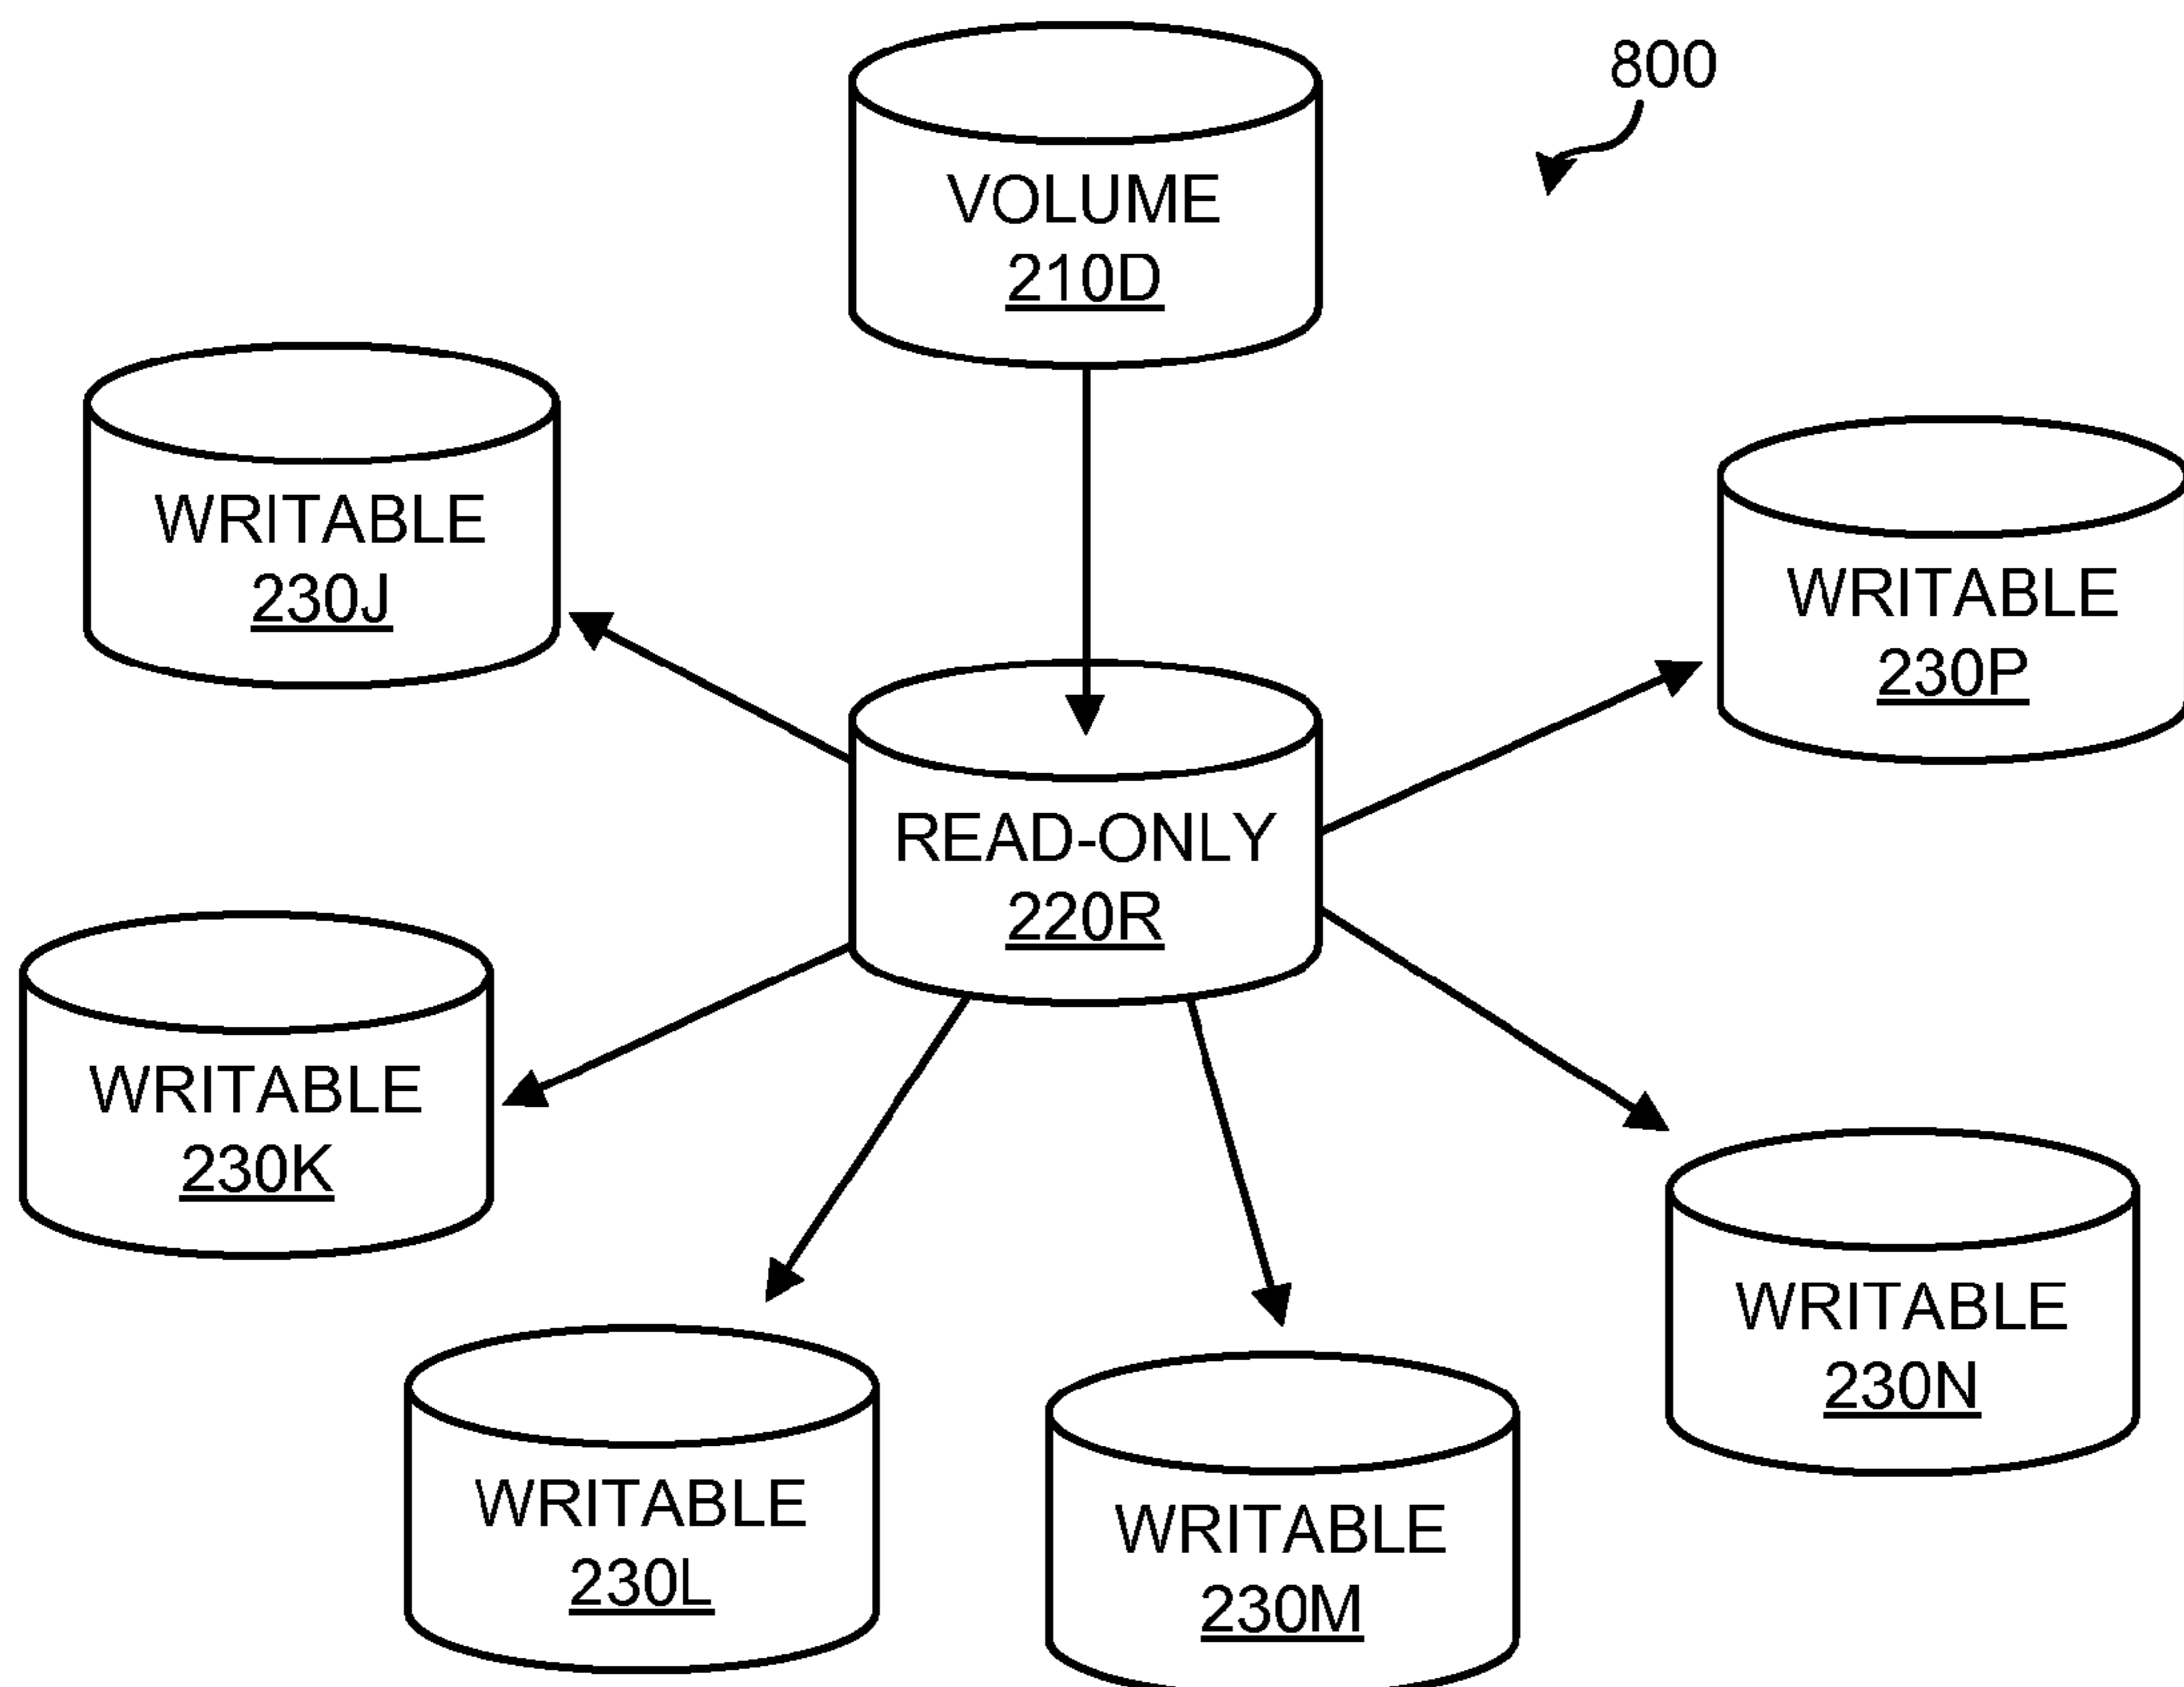 800
VOLUME
210D
WRITABLE
230J
WRITABLE
230P
READ-ONLY
220R
WRITABLE
230K
WRITABLE
230N
WRITABLE
230L
WRITABLE
230M